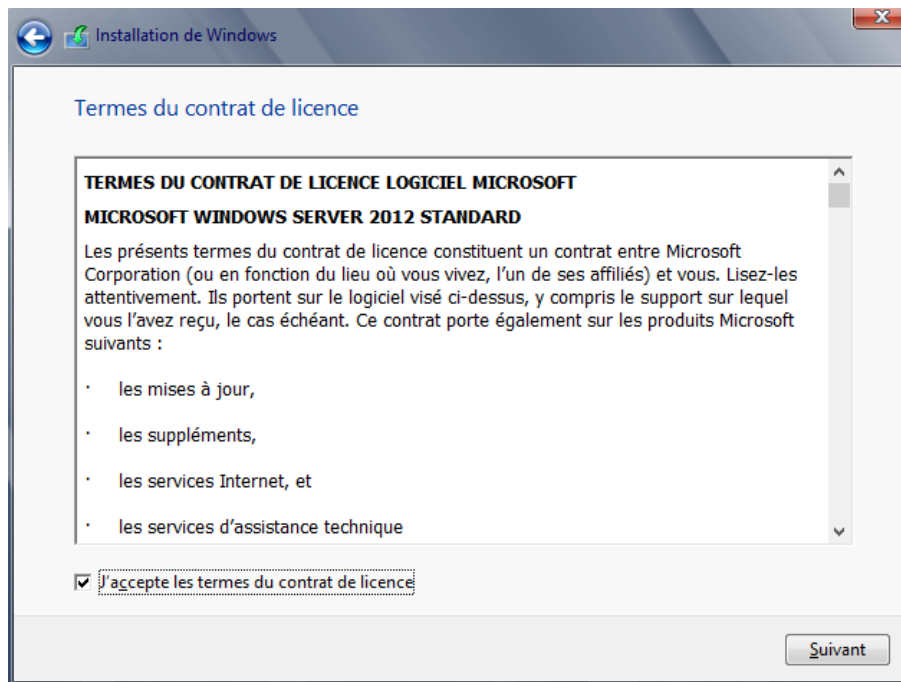 Installation de Windows
Termes du contrat de licence
TERMES DU CONTRAT DE LICENCE LOGICIEL MICROSOFT
MICROSOFT WINDOWS SERVER 2012 STANDARD
Les présents termes du contrat de licence constituent un contrat entre Microsoft
Corporation (ou en fonction du lieu où vous vivez, l’un de ses affiliés) et vous. Lisez-les
attentivement. Ils portent sur le logiciel visé ci-dessus, y compris le support sur lequel
vous l’avez reçu, le cas échéant. Ce contrat porte également sur les produits Microsoft
suivants :
· les mises à jour,
· les suppléments,
· les services Internet, et
· les services d’assistance technique
J'accepte les termes du contrat de licence
Suivant